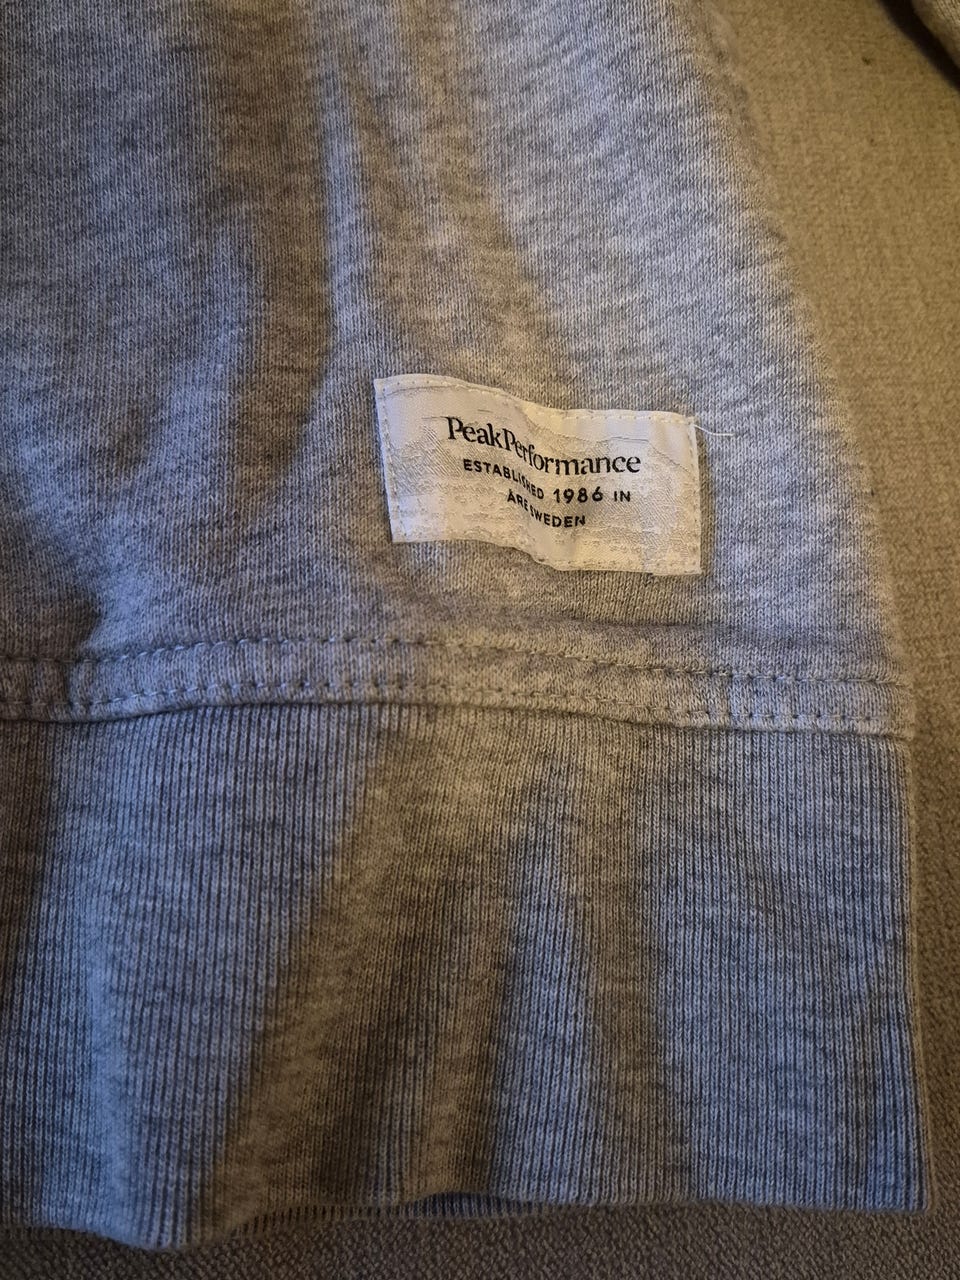 PeakPerformance
ESTABLISHED 1986 IN
ÅRE SWEDEN